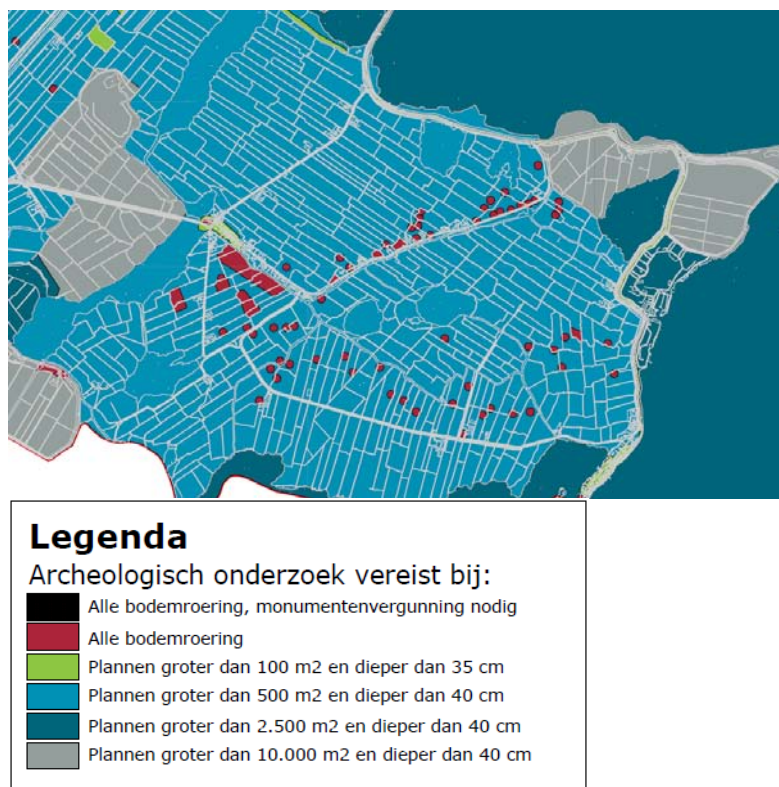 Legenda
Archeologisch onderzoek vereist bij:
Alle bodemroering, monumentenvergunning nodig
Alle bodemroering
Plannen groter dan 100 m2 en dieper dan 35 cm
Plannen groter dan 500 m2 en dieper dan 40 cm
Plannen groter dan 2.500 m2 en dieper dan 40 cm
Plannen groter dan 10.000 m2 en dieper dan 40 cm